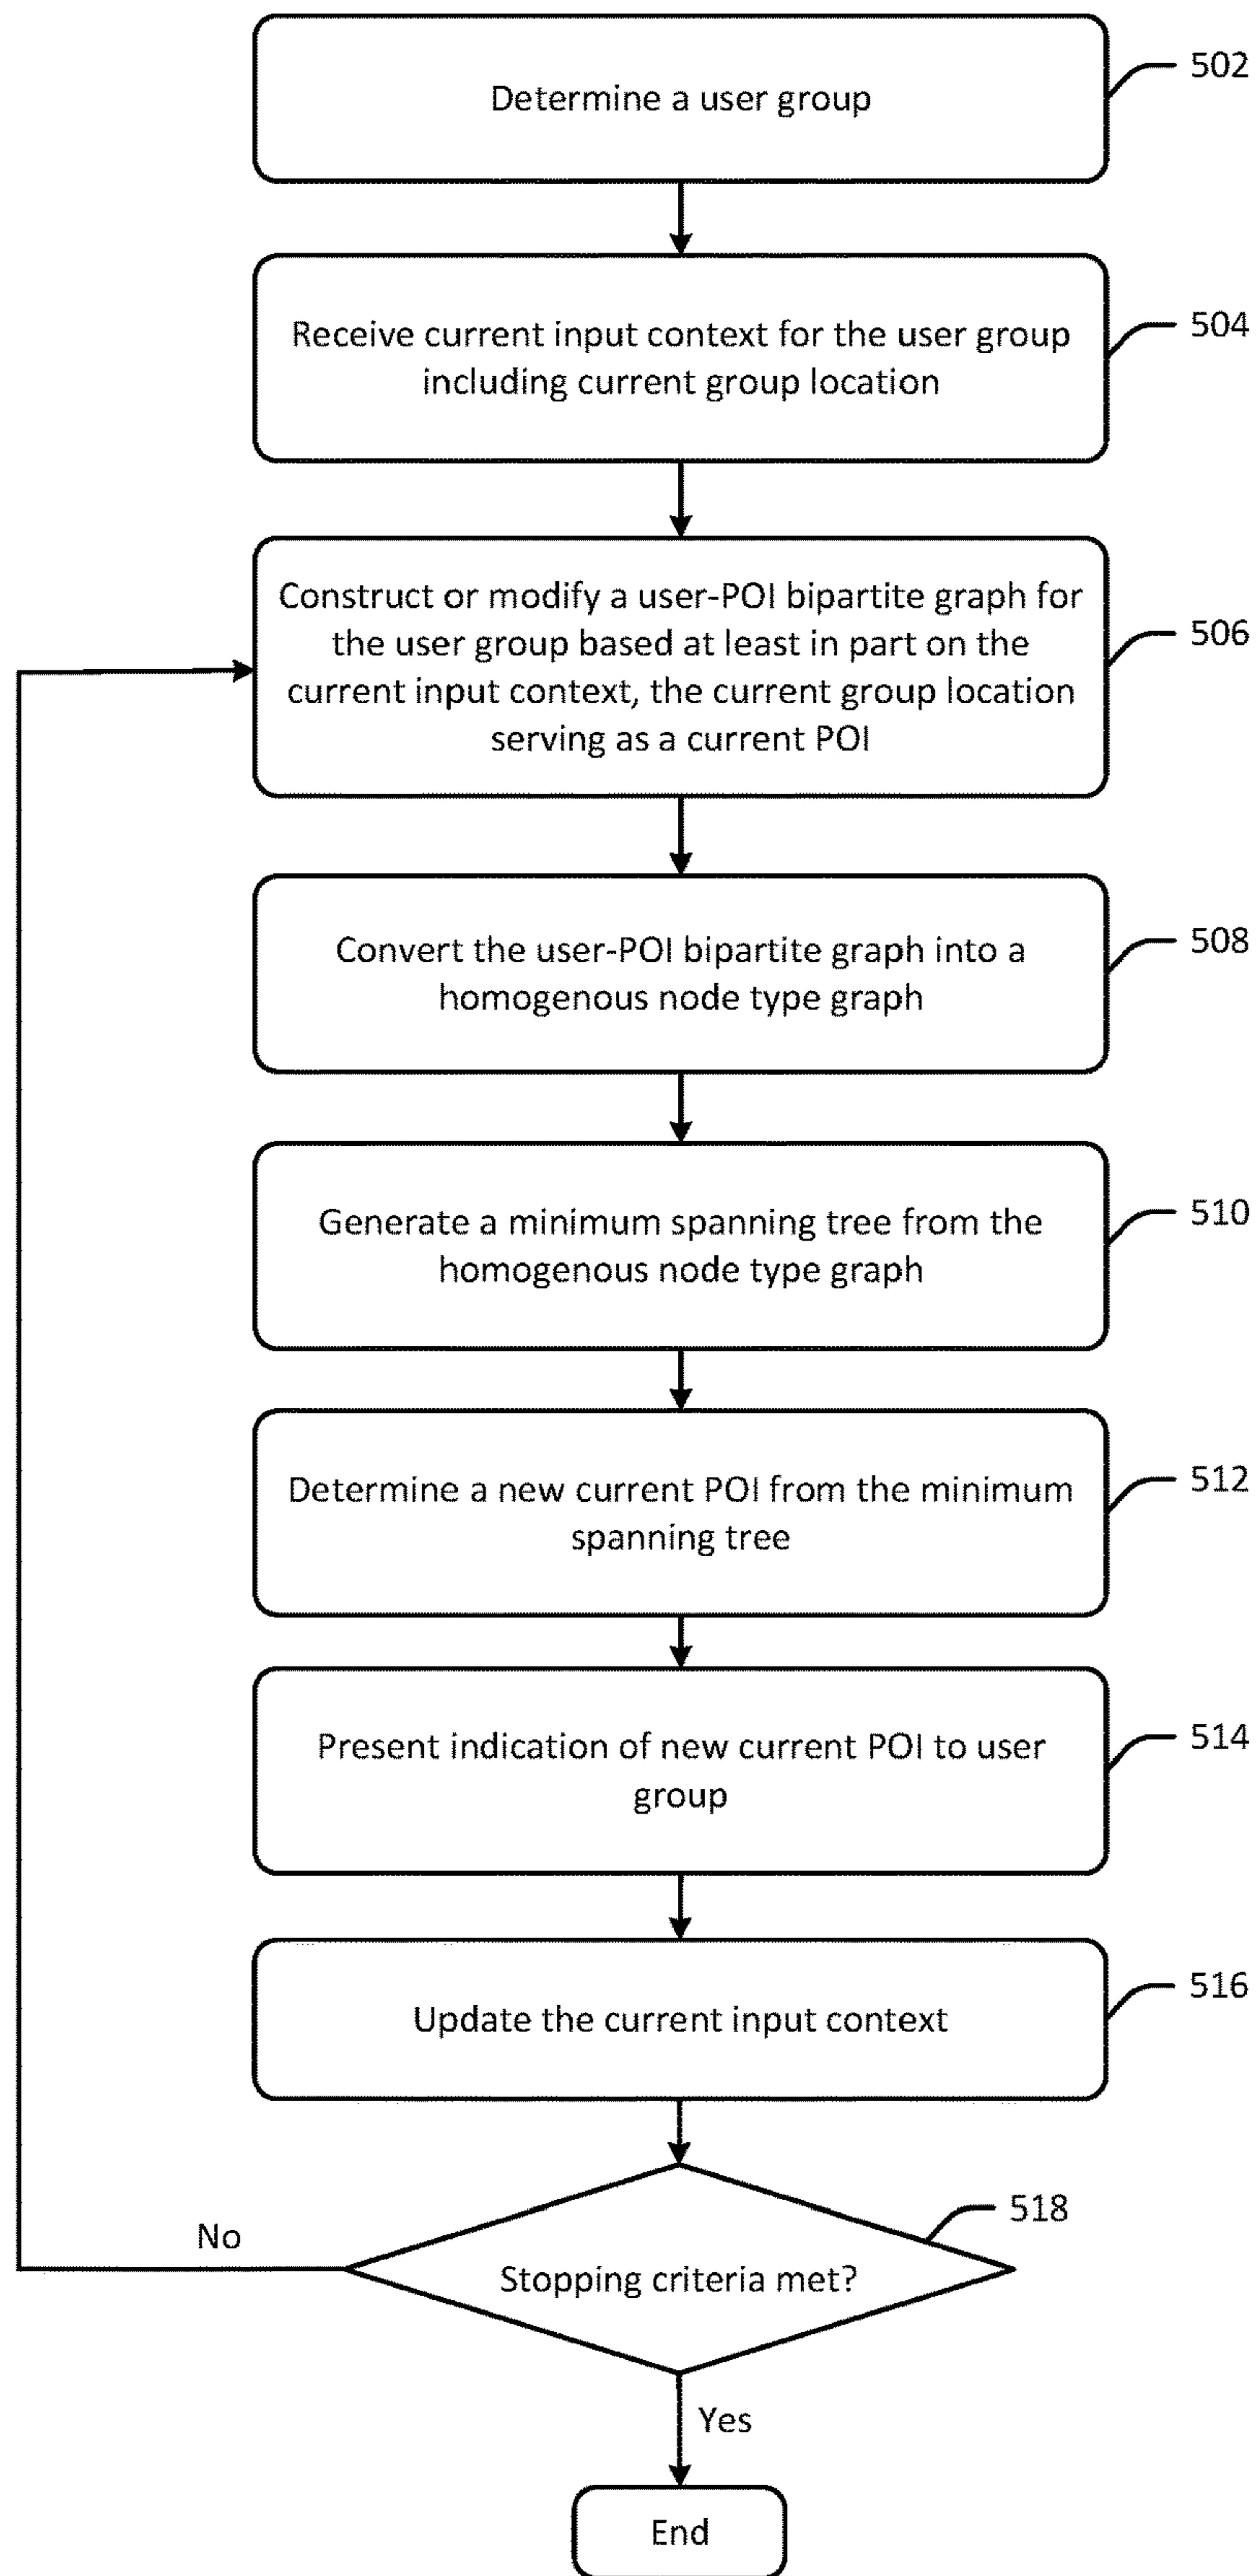 Determine a user group
502
Receive current input context for the user group
including current group location
504
Construct or modify a user-POI bipartite graph for
the user group based at least in part on the
current input context, the current group location
serving as a current POI
506
Convert the user-POI bipartite graph into a
homogenous node type graph
508
Generate a minimum spanning tree from the
homogenous node type graph
510
Determine a new current POI from the minimum
spanning tree
512
Present indication of new current POI to user
group
514
Update the current input context
516
Stopping criteria met?
518
No
Yes
End